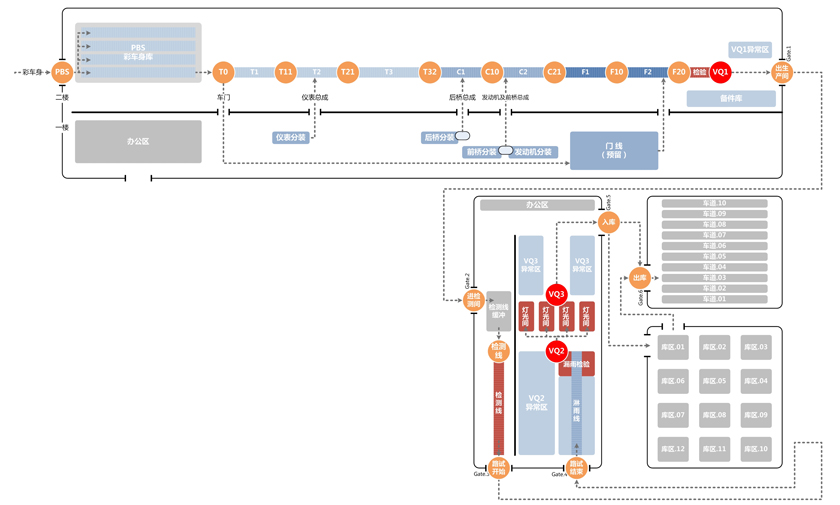 彩车身
PBS
PBS
彩车身库
T0
T1
T11
T2
T21
T3
T32
C1
C10
C2
C21
F1
F10
F2
F20
检验
VQ1
VQ1异常区
出生
产间
Gate.1
备件库
二楼
一楼
车门
仪表总成
后桥总成
发动机及前桥总成
办公区
仪表分装
后桥分装
前桥分装
发动机分装
门 线
(预留)
办公区
Gate.5
入库
VQ3
异常区
VQ3
异常区
Gate.2
进检
测间
检测线
缓冲
VQ3
灯光间
灯光间
灯光间
灯光间
检测
线
VQ2
漏雨检验
检测线
VQ2
异常区
淋雨线
路试
开始
Gate.3
路试
结束
Gate.4
出库
Gate.6
车道.10
车道.09
车道.08
车道.07
车道.06
车道.05
车道.04
车道.03
车道.02
车道.01
库区.01
库区.02
库区.03
库区.06
库区.05
库区.04
库区.07
库区.08
库区.09
库区.12
库区.11
库区.10